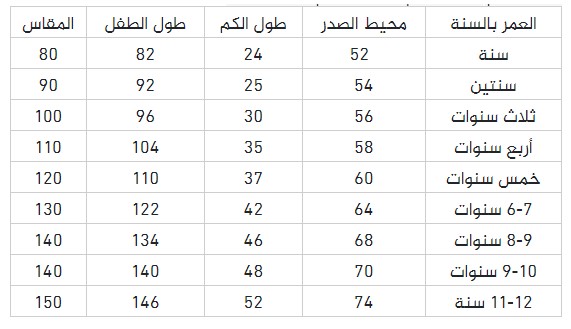 العمر بالسنة محيط الصدر طول الكم طول الطفل المقاس
سنة 52 24 82 80
سنتين 54 25 92 90
ثلاث سنوات 56 30 96 100
أربع سنوات 58 35 104 110
خمس سنوات 60 37 110 120
6-7 سنوات 64 42 122 130
8-9 سنوات 68 46 134 140
9-10 سنوات 70 48 140 140
11-12 سنة 74 52 146 150